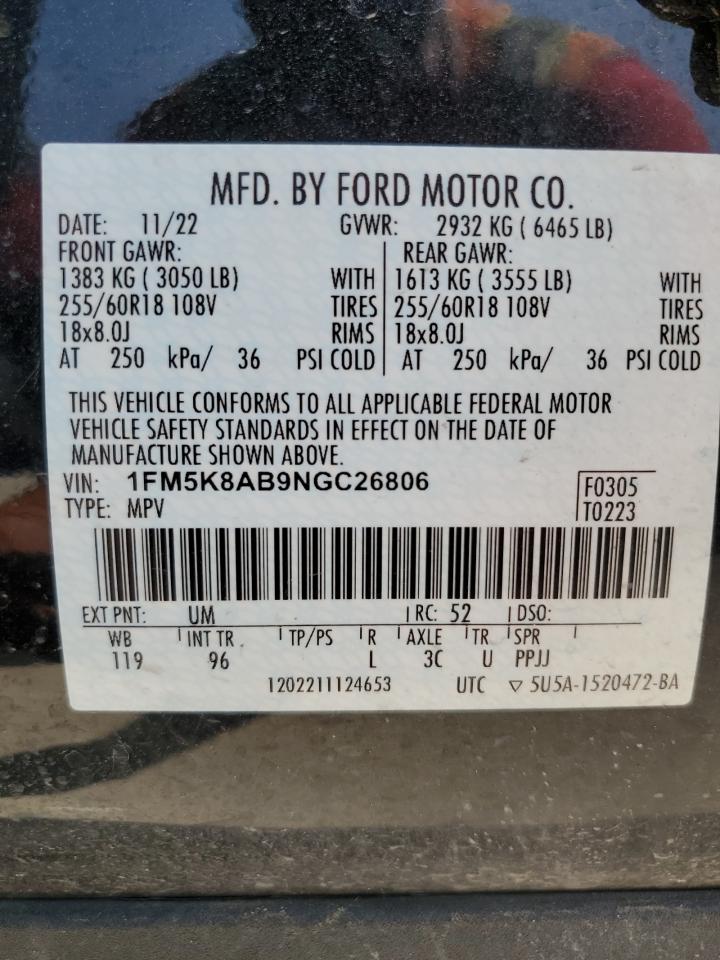 MFD. BY FORD MOTOR CO.
DATE: 11/22 GVWR: 2932 KG ( 6465 LB)
FRONT GAWR: REAR GAWR:
1383 KG ( 3050 LB) WITH 1613 KG ( 3555 LB) WITH
255/60R18 108V TIRES 255/60R18 108V TIRES
18x8.0J RIMS 18x8.0J RIMS
AT 250 kPa/ 36 PSI COLD AT 250 kPa/ 36 PSI COLD
THIS VEHICLE CONFORMS TO ALL APPLICABLE FEDERAL MOTOR
VEHICLE SAFETY STANDARDS IN EFFECT ON THE DATE OF
MANUFACTURE SHOWN ABOVE.
VIN: 1FM5K8AB9NGC26806 F0305
TYPE: MPV T0223
EXT PNT: UM RC: 52 DSO:
WB INT TR TP/PS R AXLE TR SPR
119 96 L 3C U PPJJ
1202211124653 UTC ▽ 5U5A-1520472-BA